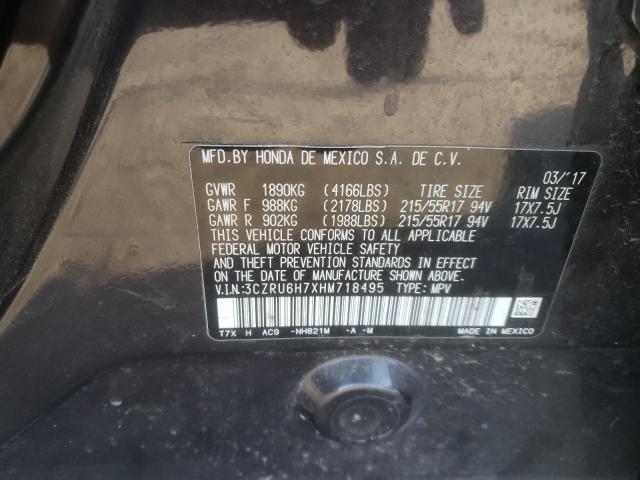 MFD.BY HONDA DE MEXICO S.A. DE C.V.
03/'17
GVWR 1890KG (4166LBS) TIRE SIZE RIM SIZE
GAWR F 988KG (2178LBS) 215/55R17 94V 17X7.5J
GAWR R 902KG (1988LBS) 215/55R17 94V 17X7.5J
THIS VEHICLE CONFORMS TO ALL APPLICABLE
FEDERAL MOTOR VEHICLE SAFETY
AND THEFT PREVENTION STANDARDS IN EFFECT
ON THE DATE OF MANUFACTURE SHOWN ABOVE.
V.I.N:3CZRU6H7XHM718495 TYPE: MPV
T7X H AC9 -NH821M -A -M MADE IN MEXICO